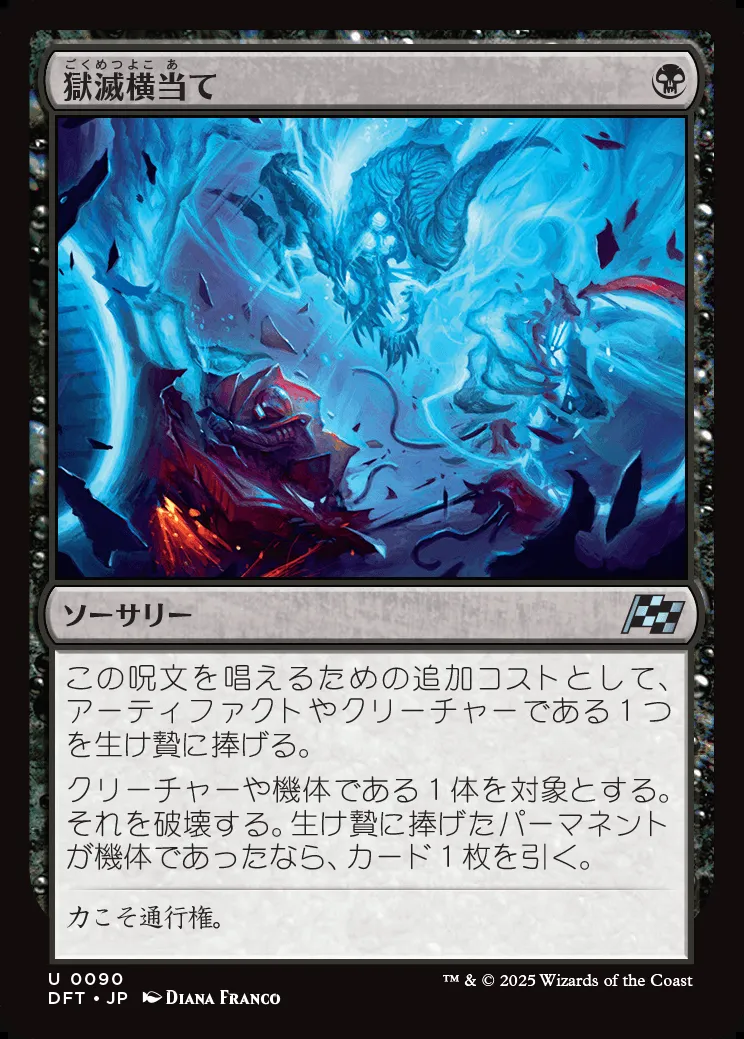 ごくめつよこ あ
獄滅横当て
ソーサリー
この呪文を唱えるための追加コストとして、
アーティファクトやクリーチャーである１つ
を生け贄に捧げる。
クリーチャーや機体である１体を対象とする。
それを破壊する。生け贄に捧げたパーマネント
が機体であったなら、カード１枚を引く。
力こそ通行権。
U 0090
DFT • JP Diana Franco
™ & © 2025 Wizards of the Coast